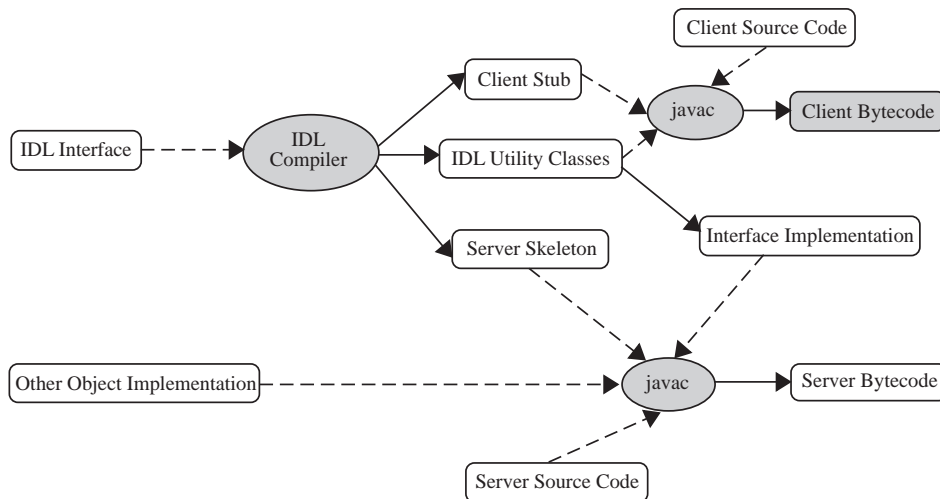 Client Source Code
Client Stub
javac
Client Bytecode
IDL Interface
IDL
Compiler
IDL Utility Classes
Server Skeleton
Interface Implementation
Other Object Implementation
javac
Server Bytecode
Server Source Code